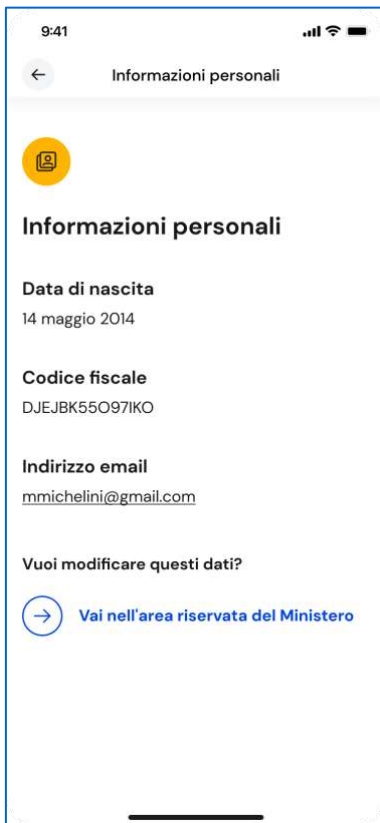 9:41
Informazioni personali
Informazioni personali
Data di nascita
14 maggio 2014
Codice fiscale
DJEJBK55O97IKO
Indirizzo email
mmichelini@gmail.com
Vuoi modificare questi dati?
Vai nell'area riservata del Ministero